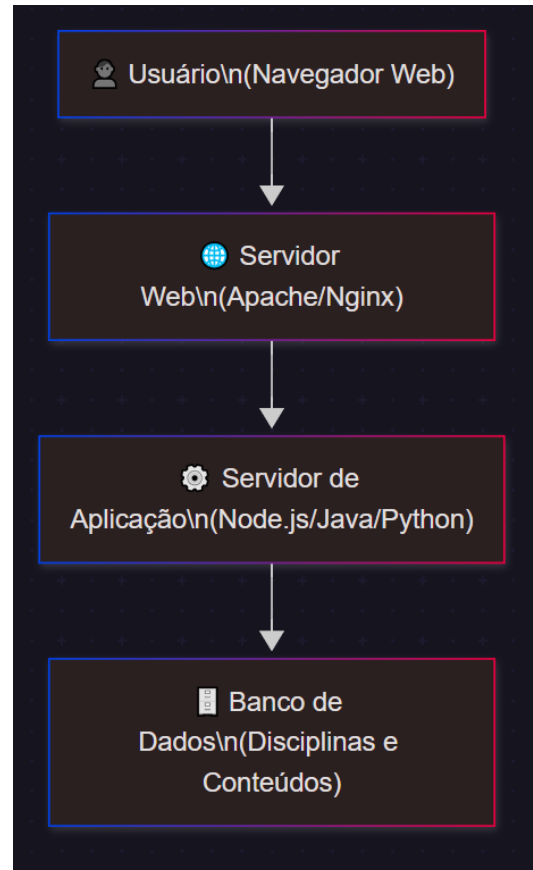 Usuário\n(Navegador Web)
Servidor
Web\n(Apache/Nginx)
Servidor de
Aplicação\n(Node.js/Java/Python)
Banco de
Dados\n(Disciplinas e
Conteúdos)